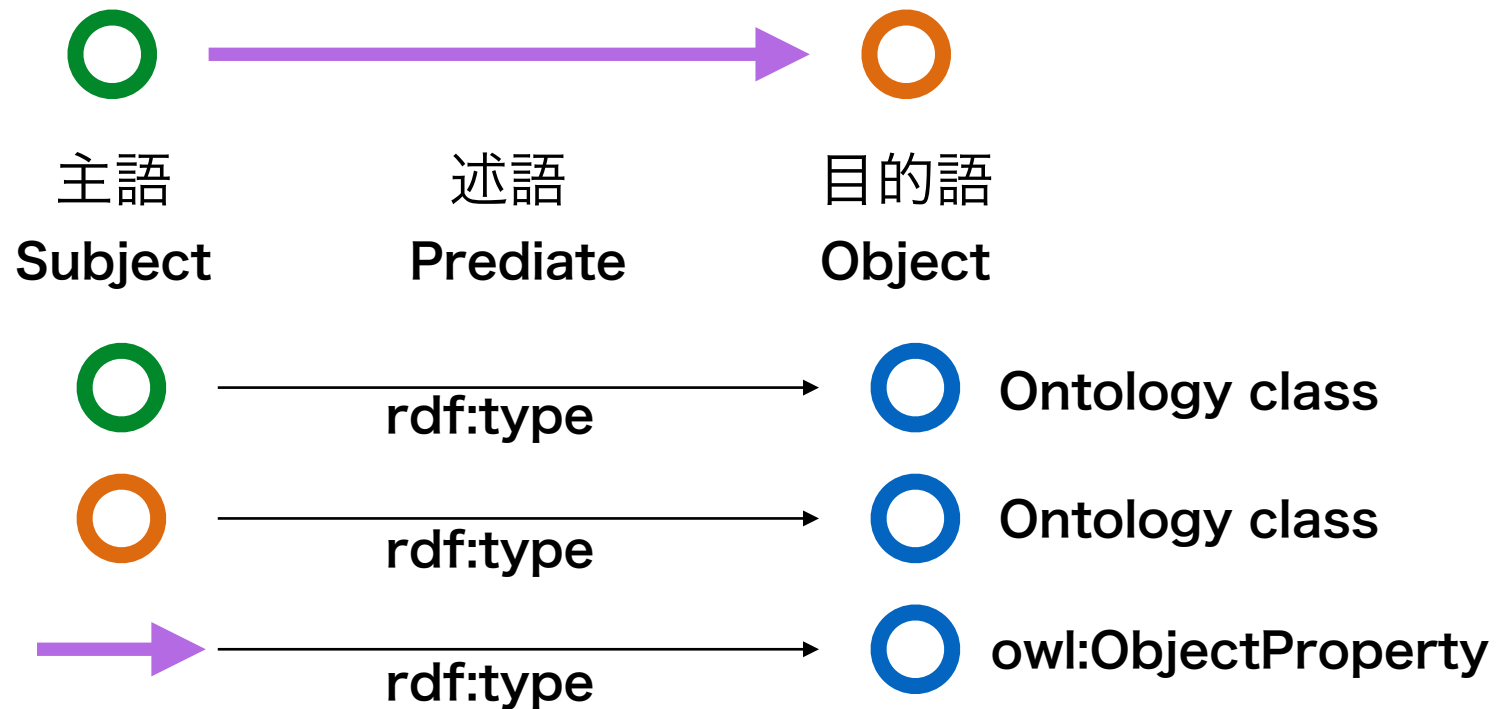 主語 述語 目的語
Subject Prediate Object
rdf:type Ontology class
rdf:type Ontology class
rdf:type owl:ObjectProperty